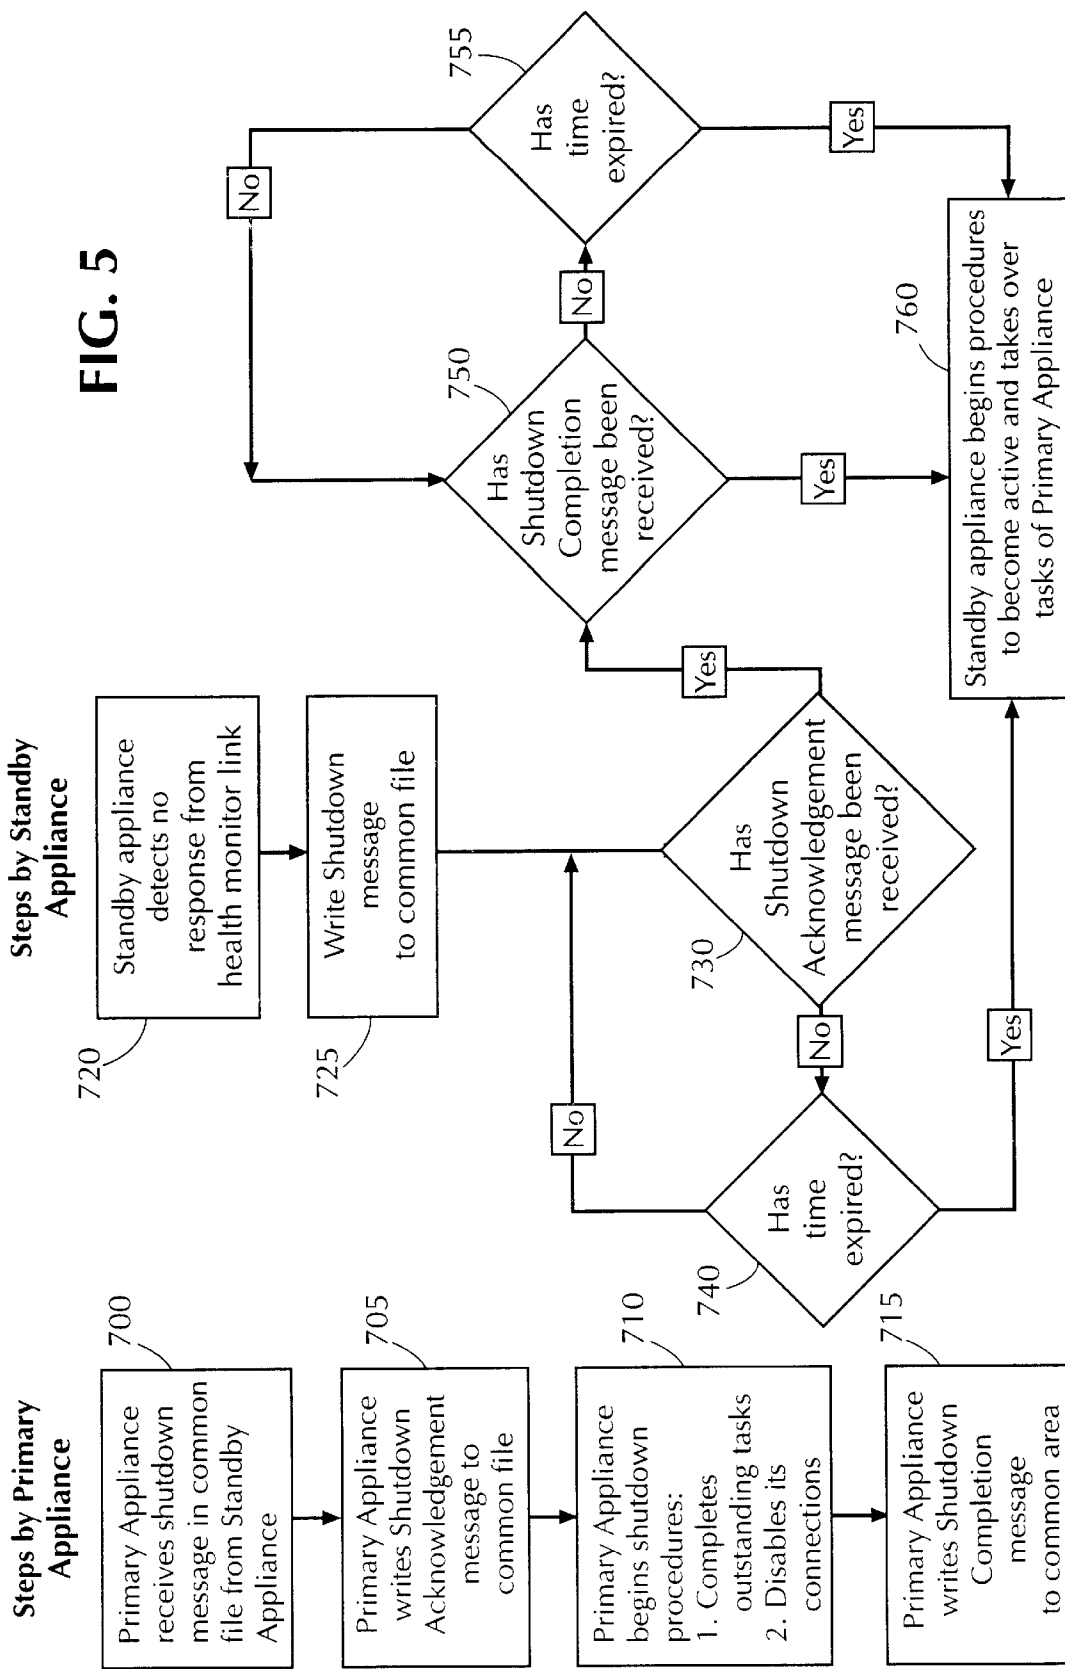 FIG. 5
Steps by Primary
Appliance
Primary Appliance
receives shutdown
message in common
file from Standby
Appliance
700
Primary Appliance
writes Shutdown
Acknowledgement
message to
common file
705
Primary Appliance
begins shutdown
procedures:
1. Completes
outstanding tasks
2. Disables its
connections
710
Primary Appliance
writes Shutdown
Completion
message
to common area
715
Steps by Standby
Appliance
Standby appliance
detects no
response from
health monitor link
720
Write Shutdown
message
to common file
725
Has
Shutdown
Acknowledgement
message been
received?
730
No
Yes
Has
time
expired?
740
No
Yes
Has
Shutdown
Completion
message been
received?
750
No
Yes
Has
time
expired?
755
No
Yes
Standby appliance begins procedures
to become active and takes over
tasks of Primary Appliance
760